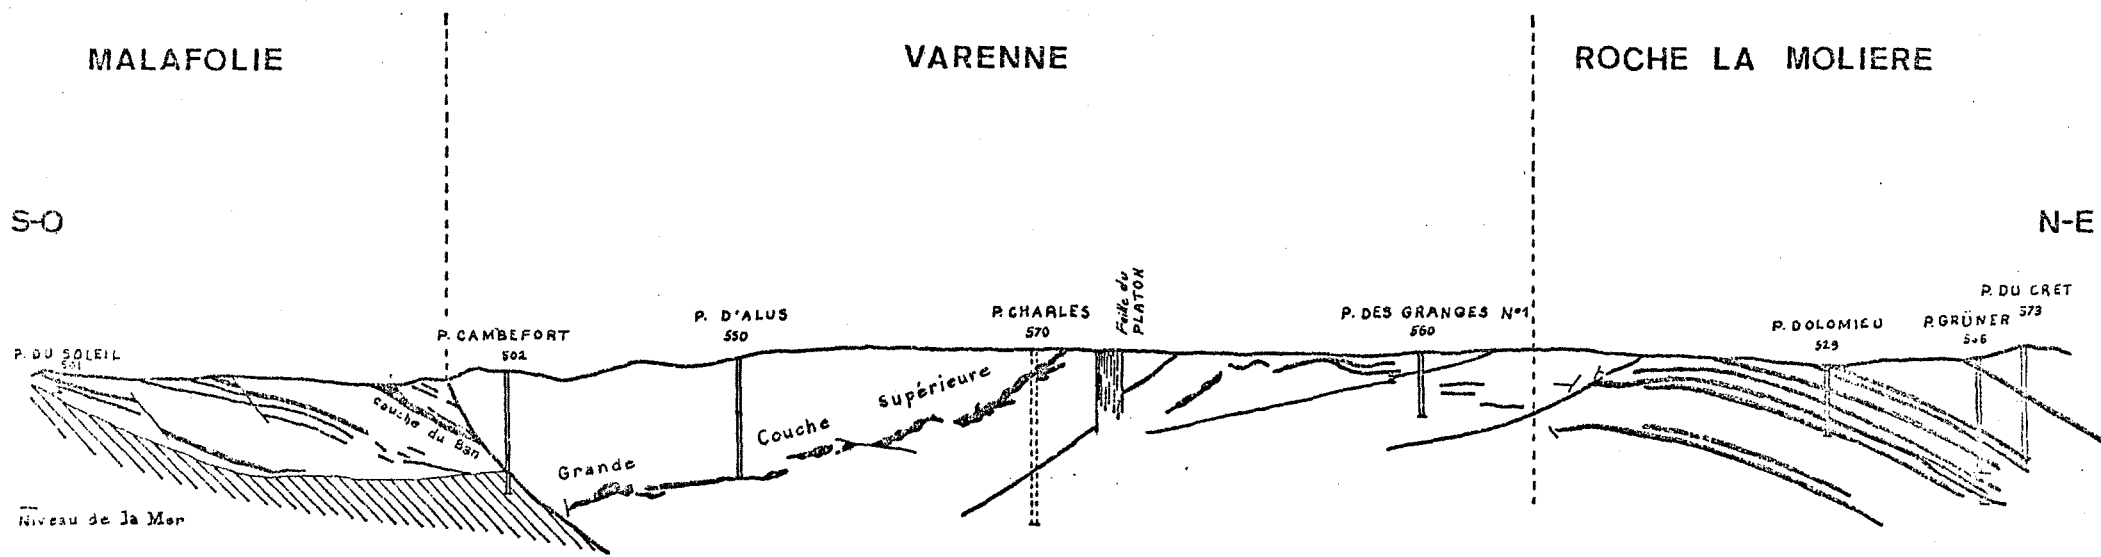 MALAFOLIE
VARENNE
ROCHE LA MOLIERE
S-O
N-E
P. DU SOLEIL
501
P. CAMBEFORT
502
P. D'ALUS
550
P. CHARLES
570
Faille du
PLATON
P. DES GRANGES N°1
560
P. DOLOMIEU
529
P. GRÜNER
P. DU CRET
573
Couche du Ban
Grande Couche Supérieure
Niveau de la Mer